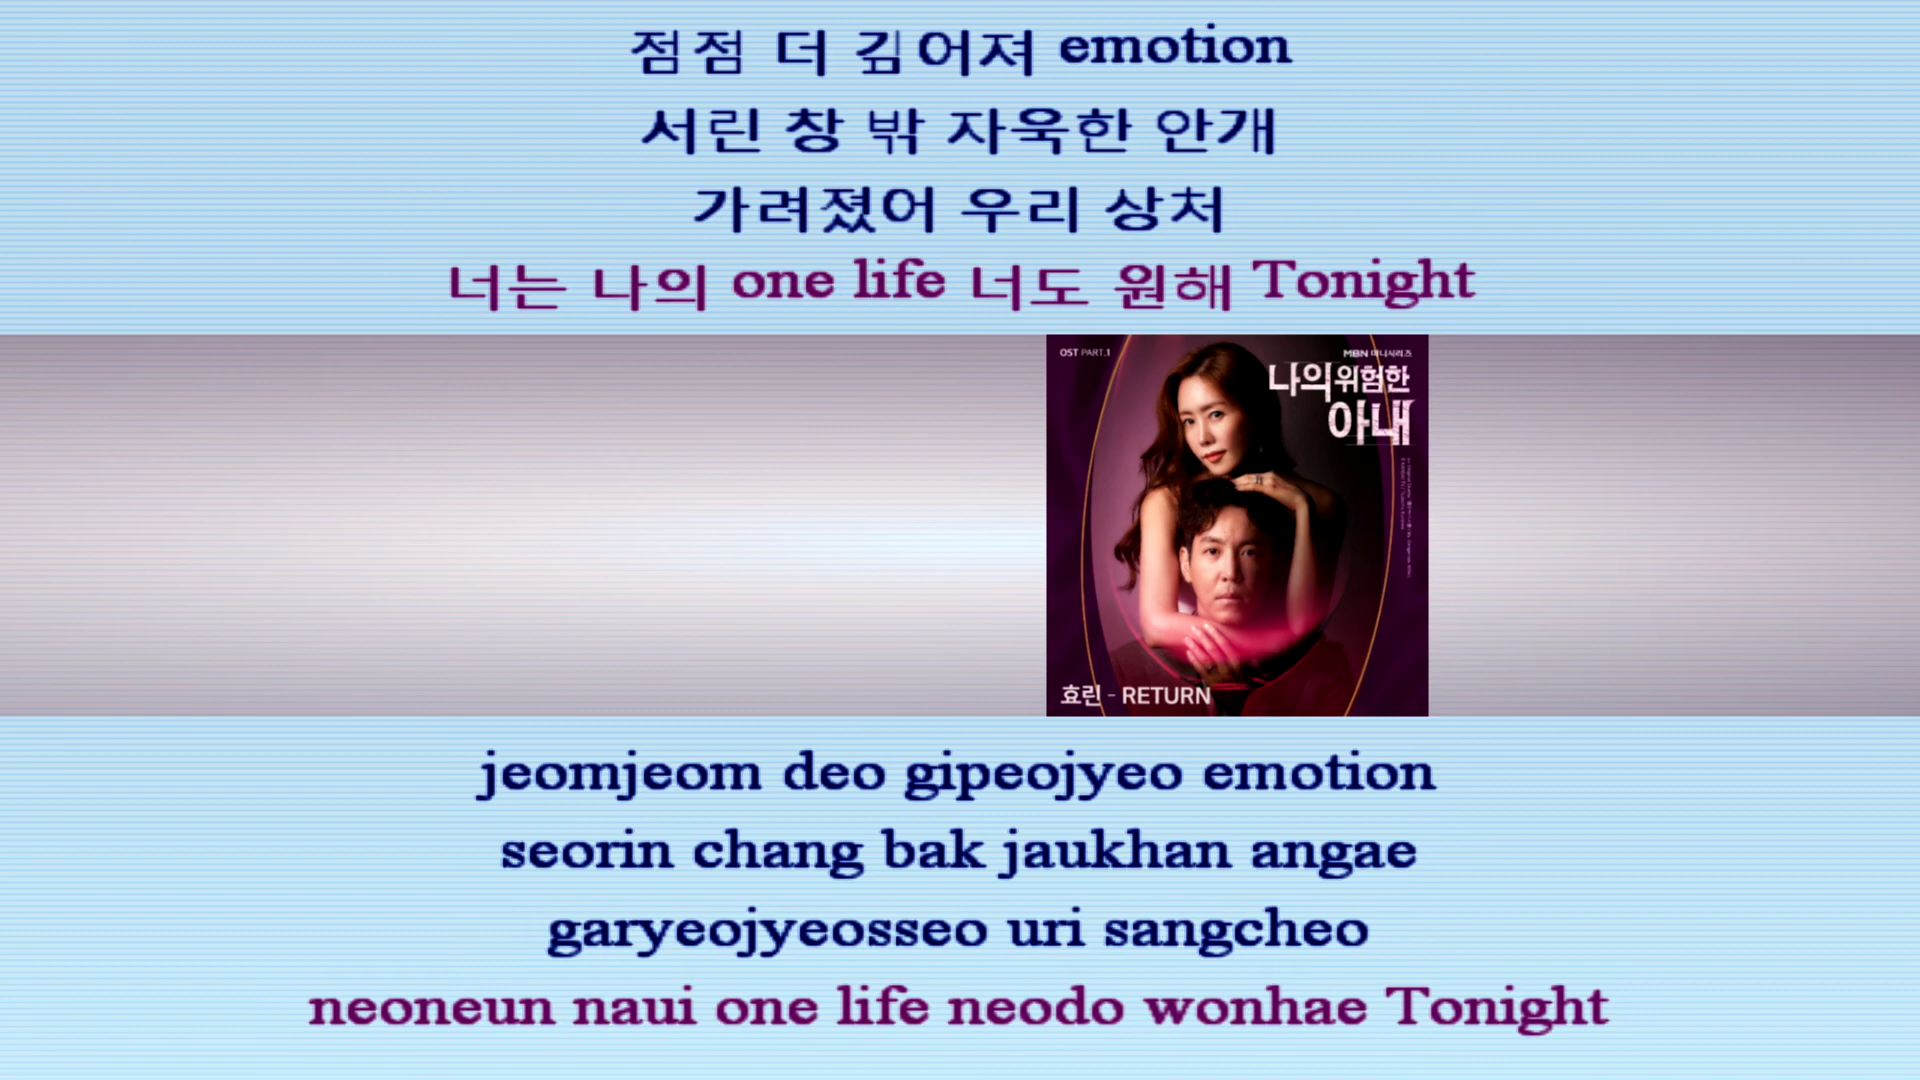 점점 더 깊어져 emotion
서린 창 밖 자욱한 안개
가려졌어 우리 상처
너는 나의 one life 너도 원해 Tonight
OST PART.1
MBN 미니시리즈
나의 위험한
아내
효린 - RETURN
jeomjeom deo gipeojyeo emotion
seorin chang bak jaukhan angae
garyeojyeosseo uri sangcheo
neoneun naui one life neodo wonhae Tonight